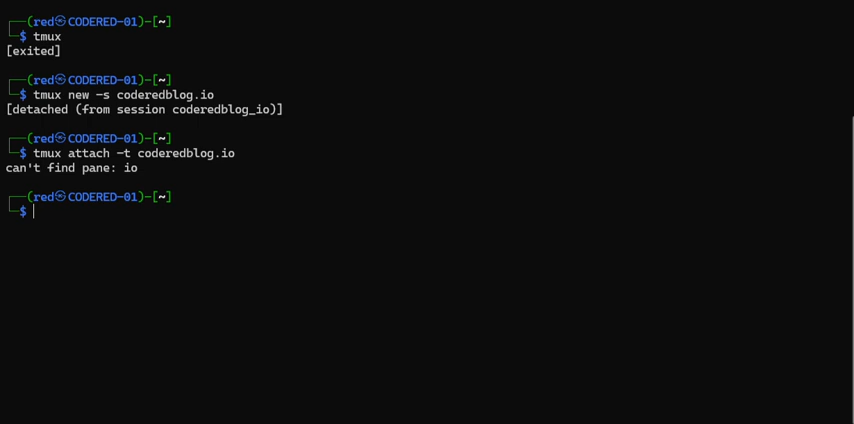 ┌──(red㉿CODERED-01)-[~]
└─$ tmux
[exited]
┌──(red㉿CODERED-01)-[~]
└─$ tmux new -s coderedblog.io
[detached (from session coderedblog_io)]
┌──(red㉿CODERED-01)-[~]
└─$ tmux attach -t coderedblog.io
can't find pane: io
┌──(red㉿CODERED-01)-[~]
└─$